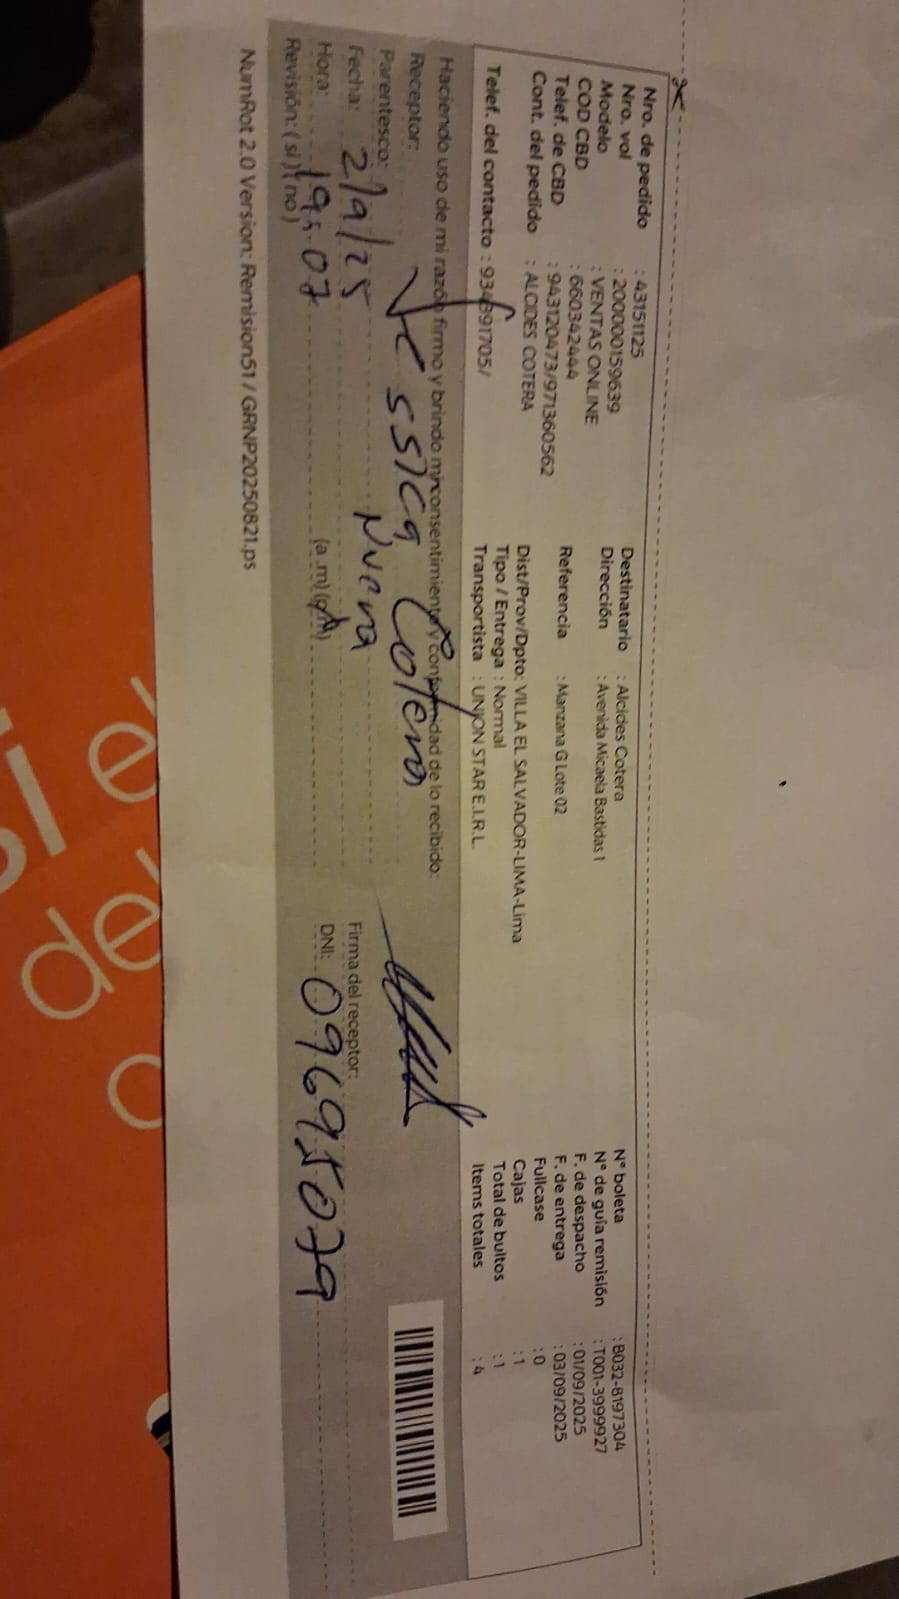 Nro. de pedido : 43151125
Nro. vol : 200000159639
Modelo : VENTAS ONLINE
COD CBD : 660342444
Telef. de CBD : 943120473/971360562
Cont. del pedido : ALCIDES COTERA
Telef. del contacto : 934891705//
Destinatario : Alcides Cotera
Dirección : Avenida Micaela Bastidas 1
Referencia : Manzana G Lote 02
Dist/Prov/Dpto: VILLA EL SALVADOR-LIMA-Lima
Tipo / Entrega : Normal
Transportista : UNION STAR E.I.R.L.
N° boleta : B032-8197304
N° de guía remisión : T001-3999927
F. de despacho : 01/09/2025
F. de entrega : 03/09/2025
Fullcase : 0
Cajas : 1
Total de bultos : 1
Items totales : 4
Haciendo uso de mi razón firmo y brindo mi consentimiento y conformidad de lo recibido:
Receptor: Jessica Cotera
Parentesco: Nuera
Fecha: 2/9/25
Hora: 19:07 (a .m) (p.m)
Revisión: ( si ) ( no )
Firma del receptor:
DNI: 09695079
NumRot 2.0 Version: Remision51 / GRNP20250821.ps
el
del